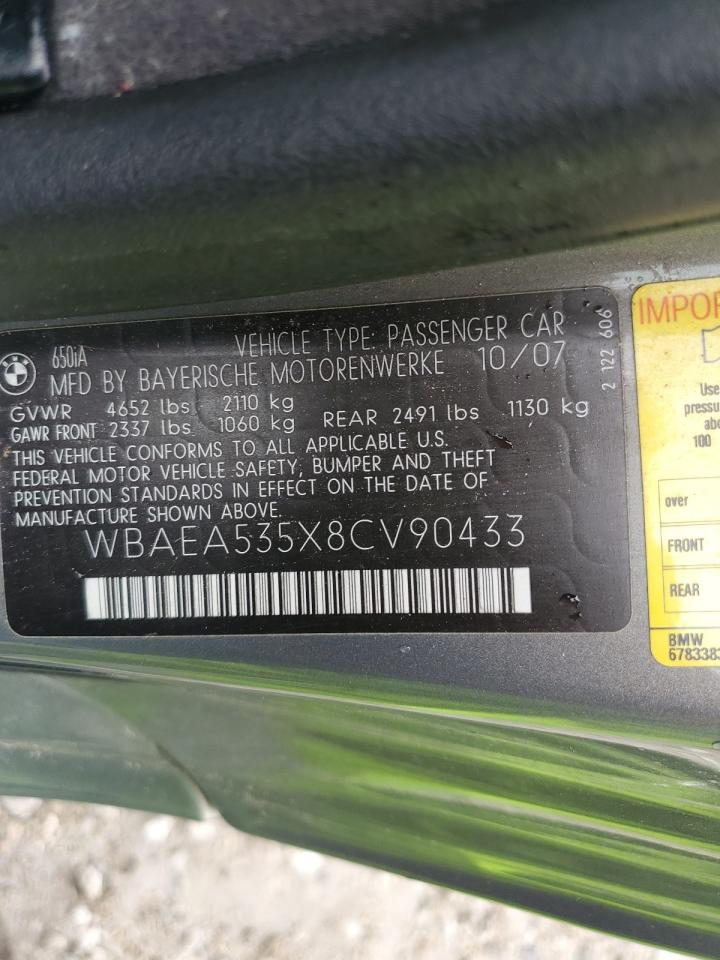 BMW
650iA
VEHICLE TYPE: PASSENGER CAR
MFD BY BAYERISCHE MOTORENWERKE 10/07
2 122 606
GVWR 4652 lbs 2110 kg
GAWR FRONT 2337 lbs 1060 kg REAR 2491 lbs 1130 kg
THIS VEHICLE CONFORMS TO ALL APPLICABLE U.S.
FEDERAL MOTOR VEHICLE SAFETY, BUMPER AND THEFT
PREVENTION STANDARDS IN EFFECT ON THE DATE OF
MANUFACTURE SHOWN ABOVE.
WBAEA535X8CV90433
IMPOR
Use
pressu
abo
100
over
FRONT
REAR
BMW
678338